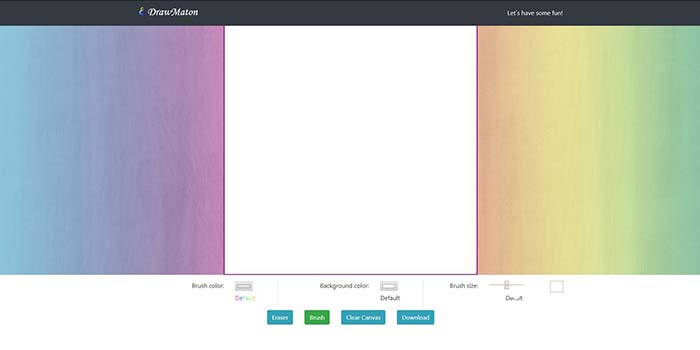 DrawMaton
Let's have some fun!
Brush color:
Background color:
Brush size:
Default
Default
Default
Eraser
Brush
Clear Canvas
Download